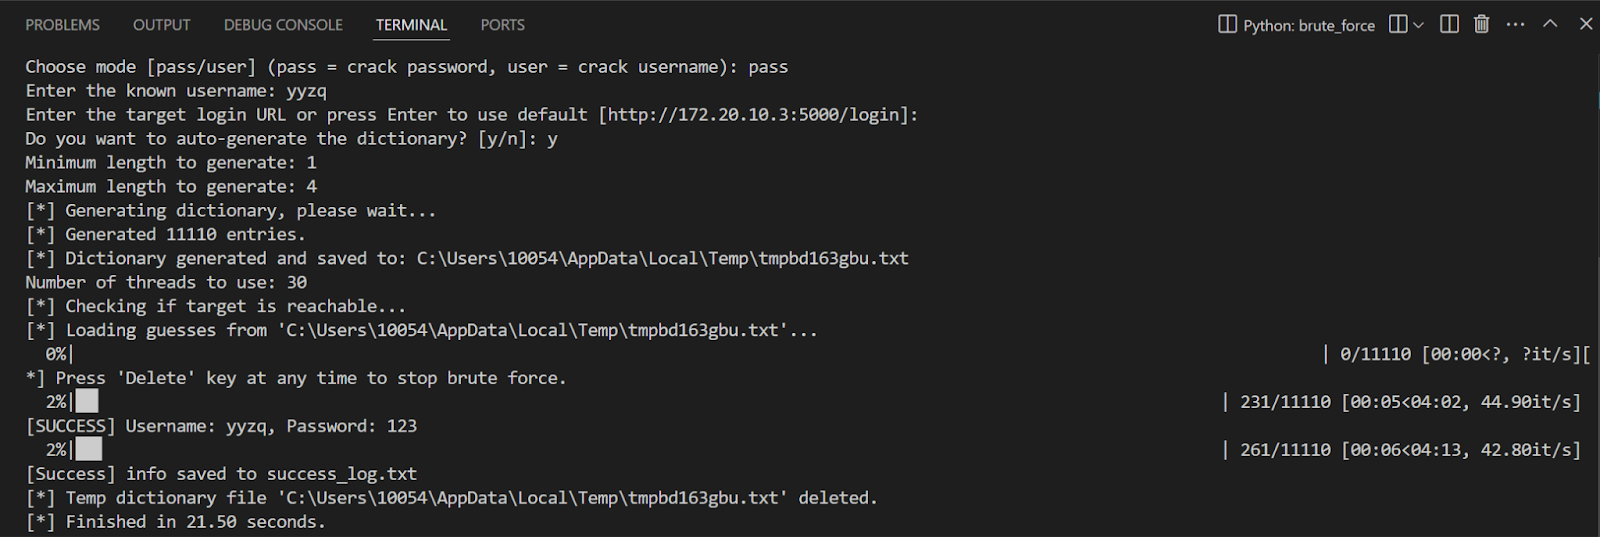 PROBLEMS OUTPUT DEBUG CONSOLE TERMINAL PORTS Python: brute_force
Choose mode [pass/user] (pass = crack password, user = crack username): pass
Enter the known username: yyzq
Enter the target login URL or press Enter to use default [http://172.20.10.3:5000/login]:
Do you want to auto-generate the dictionary? [y/n]: y
Minimum length to generate: 1
Maximum length to generate: 4
[*] Generating dictionary, please wait...
[*] Generated 11110 entries.
[*] Dictionary generated and saved to: C:\Users\10054\AppData\Local\Temp\tmpbd163gbu.txt
Number of threads to use: 30
[*] Checking if target is reachable...
[*] Loading guesses from 'C:\Users\10054\AppData\Local\Temp\tmpbd163gbu.txt'...
0%| | 0/11110 [00:00<?, ?it/s][
*] Press 'Delete' key at any time to stop brute force.
2%| | 231/11110 [00:05<04:02, 44.90it/s]
[SUCCESS] Username: yyzq, Password: 123
2%| | 261/11110 [00:06<04:13, 42.80it/s]
[Success] info saved to success_log.txt
[*] Temp dictionary file 'C:\Users\10054\AppData\Local\Temp\tmpbd163gbu.txt' deleted.
[*] Finished in 21.50 seconds.